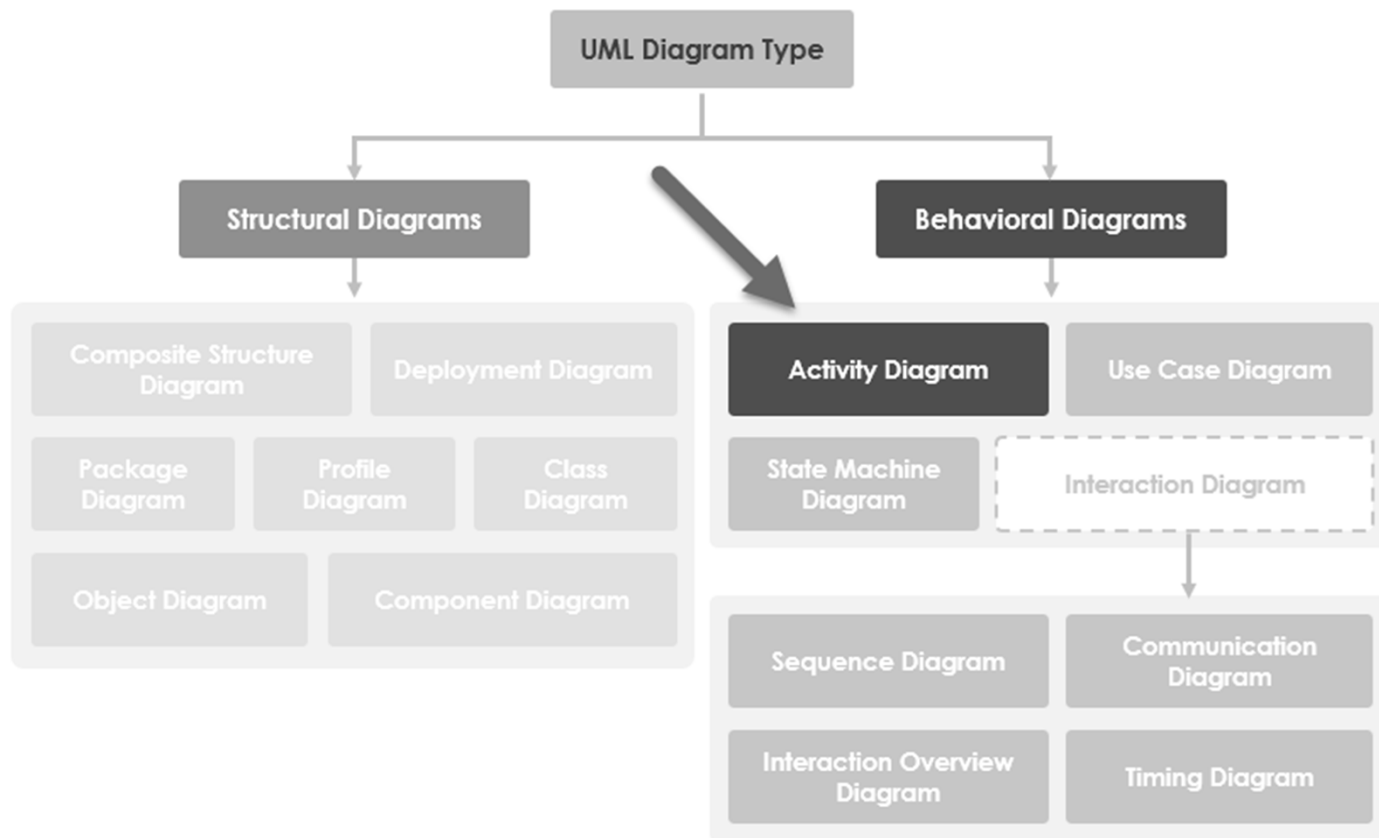 UML Diagram Type
Structural Diagrams
Behavioral Diagrams
Composite Structure
Diagram
Deployment Diagram
Package
Diagram
Profile
Diagram
Class
Diagram
Object Diagram
Component Diagram
Activity Diagram
Use Case Diagram
State Machine
Diagram
Interaction Diagram
Sequence Diagram
Communication
Diagram
Interaction Overview
Diagram
Timing Diagram